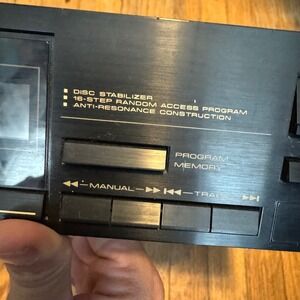 DISC STABILIZER
16-STEP RANDOM ACCESS PROGRAM
ANTI-RESONANCE CONSTRUCTION
PROGRAM
MEMORY
MANUAL